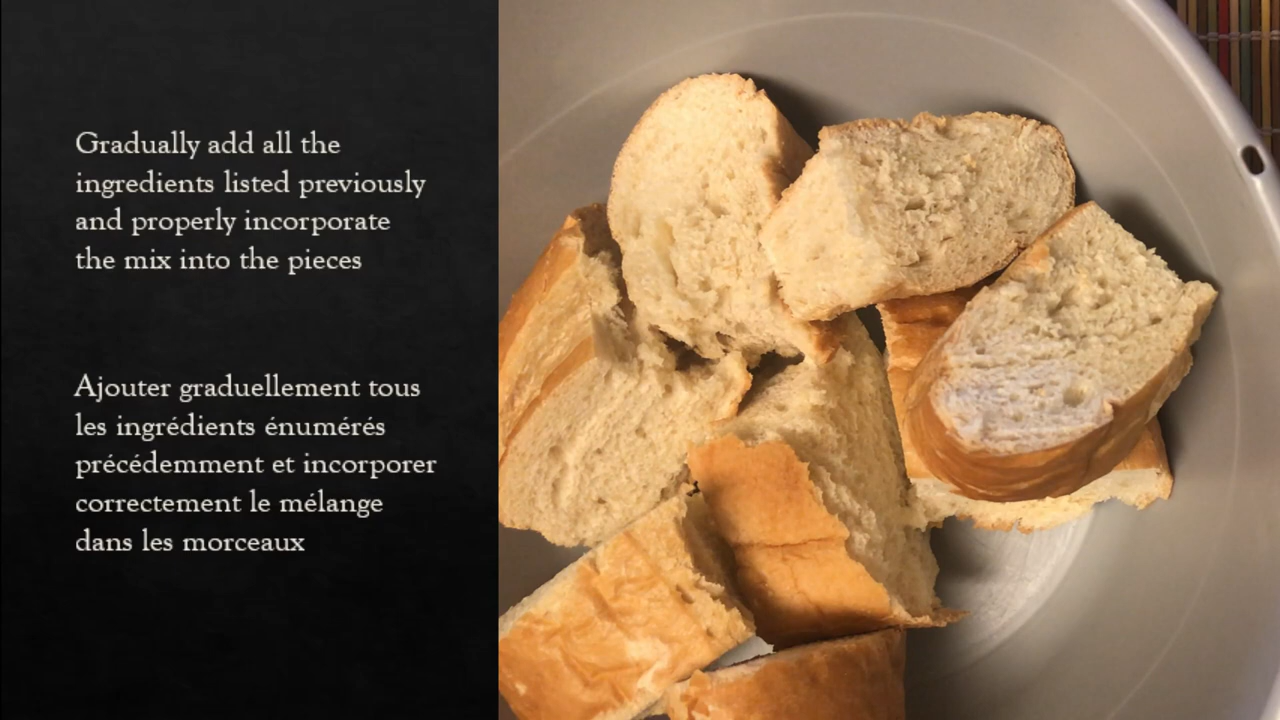 Gradually add all the
ingredients listed previously
and properly incorporate
the mix into the pieces
Ajouter graduellement tous
les ingrédients énumérés
précédemment et incorporer
correctement le mélange
dans les morceaux